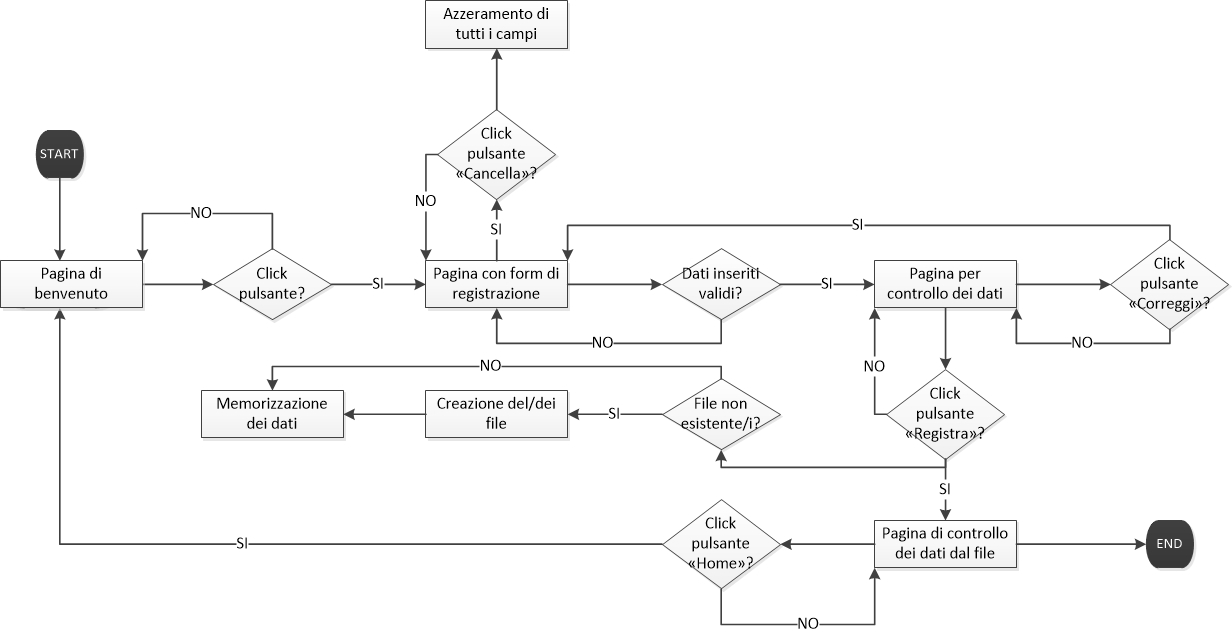 Azzeramento di
tutti i campi
Click
pulsante
«Cancella»?
START
NO
SI
NO
SI
Pagina di
benvenuto
Click
pulsante?
SI
Pagina con form di
registrazione
Dati inseriti
validi?
SI
Pagina per
controllo dei dati
Click
pulsante
«Correggi»?
NO
NO
NO
NO
Memorizzazione
dei dati
Creazione del/dei
file
SI
File non
esistente/i?
Click
pulsante
«Registra»?
SI
Click
pulsante
«Home»?
SI
Pagina di controllo
dei dati dal file
END
NO